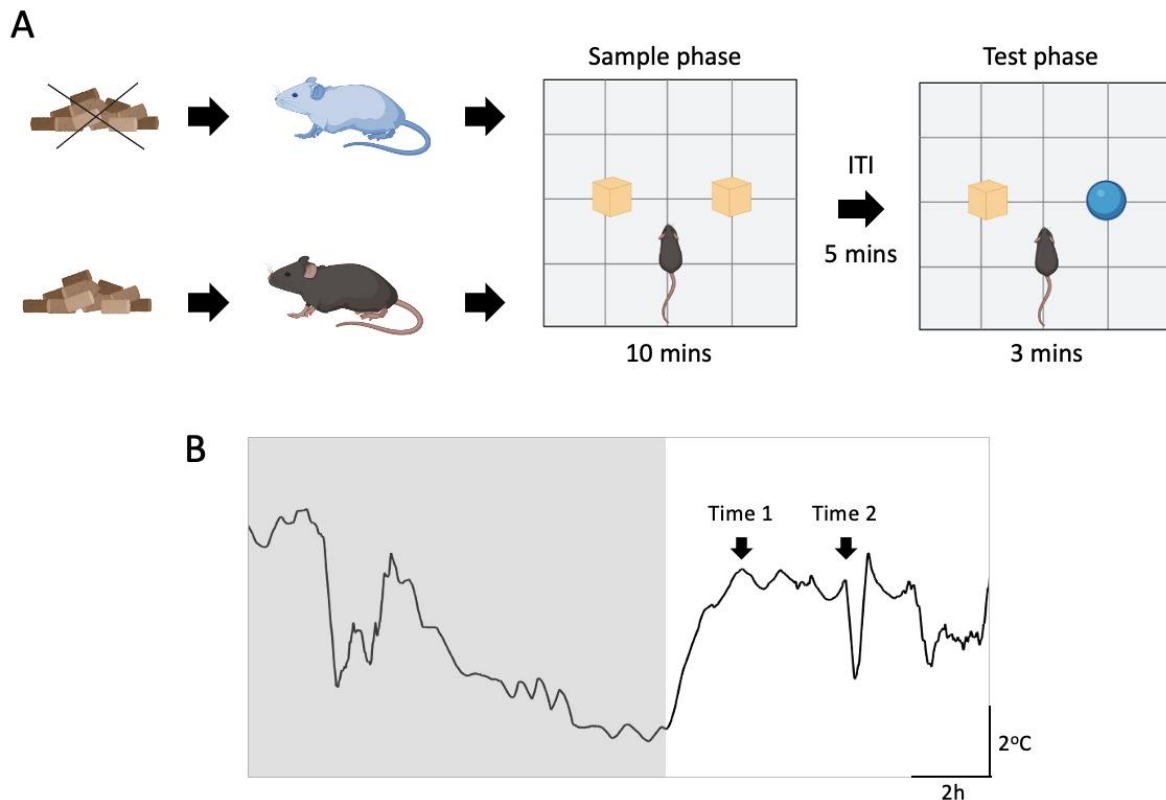 A
Sample phase
Test phase
ITI
5 mins
10 mins
3 mins
B
Time 1
Time 2
2°C
2h